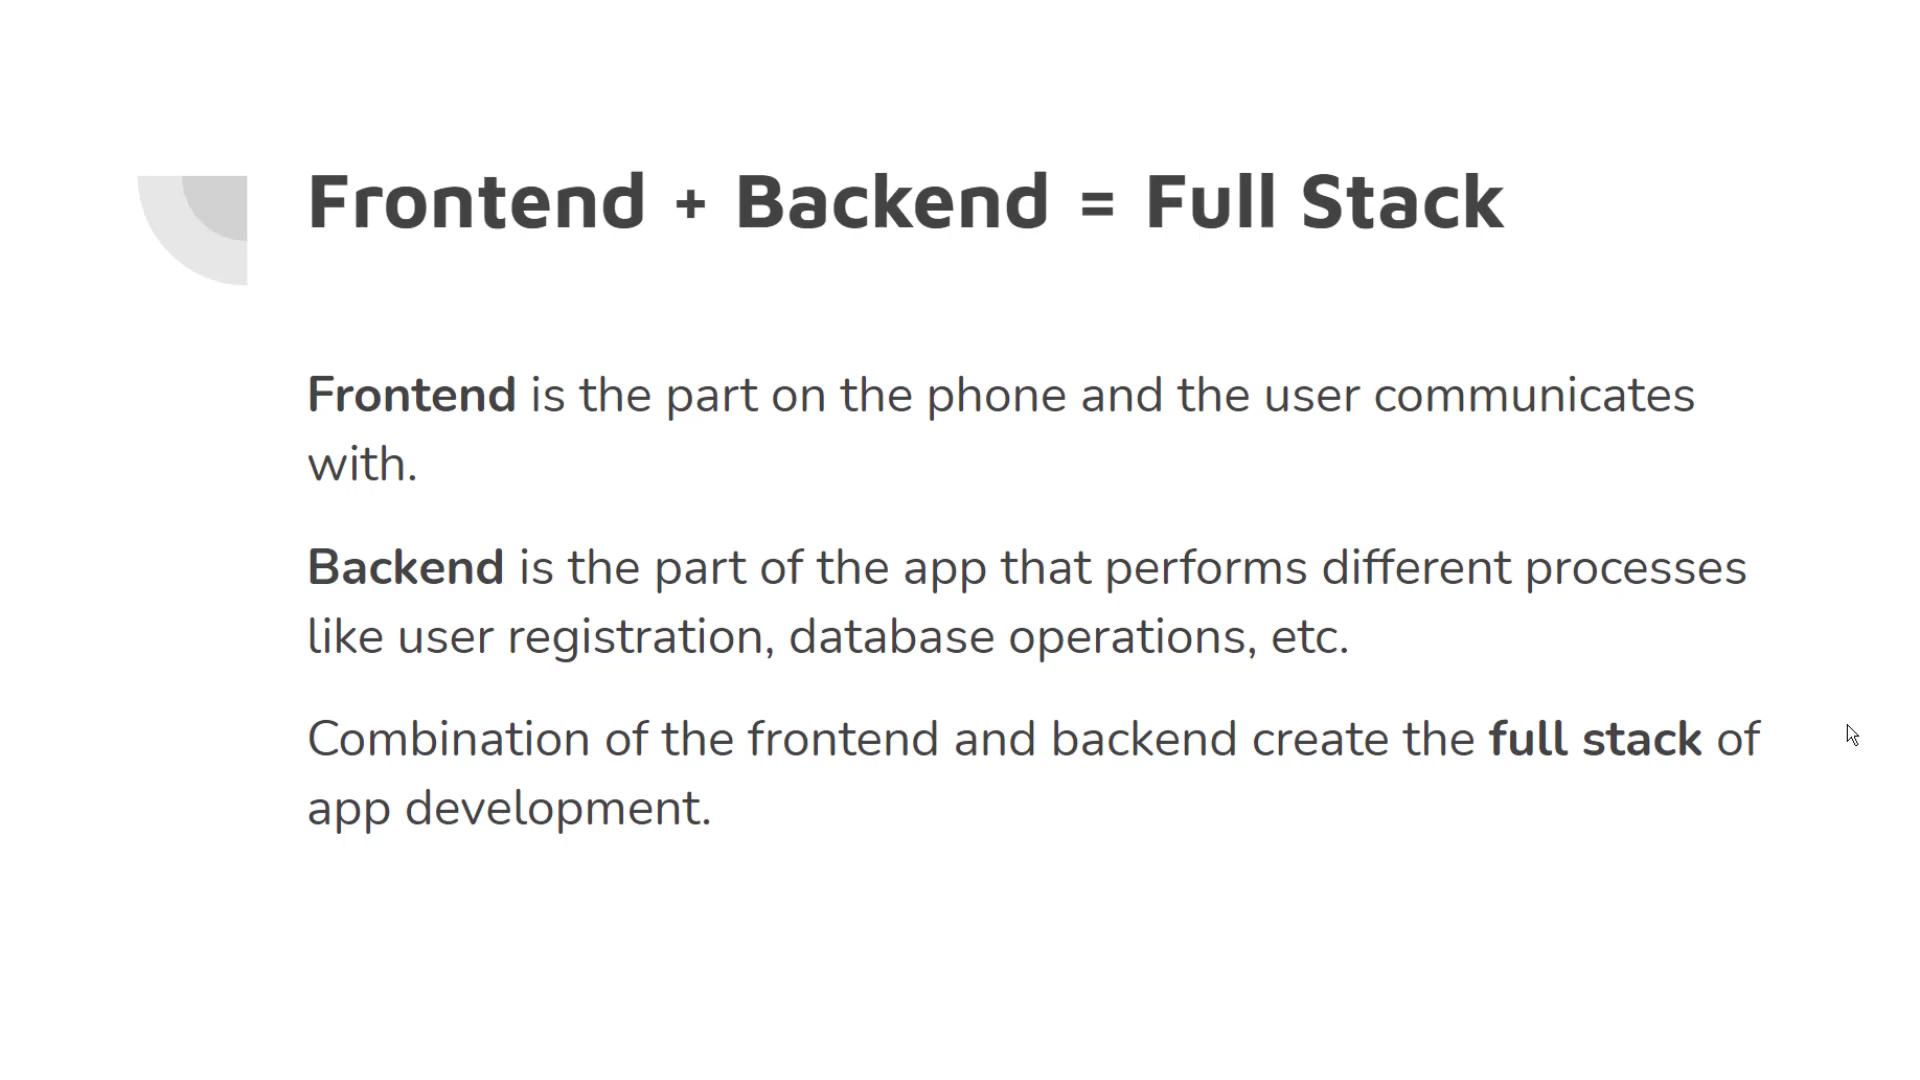 Frontend + Backend = Full Stack
Frontend is the part on the phone and the user communicates
with.
Backend is the part of the app that performs different processes
like user registration, database operations, etc.
Combination of the frontend and backend create the full stack of
app development.